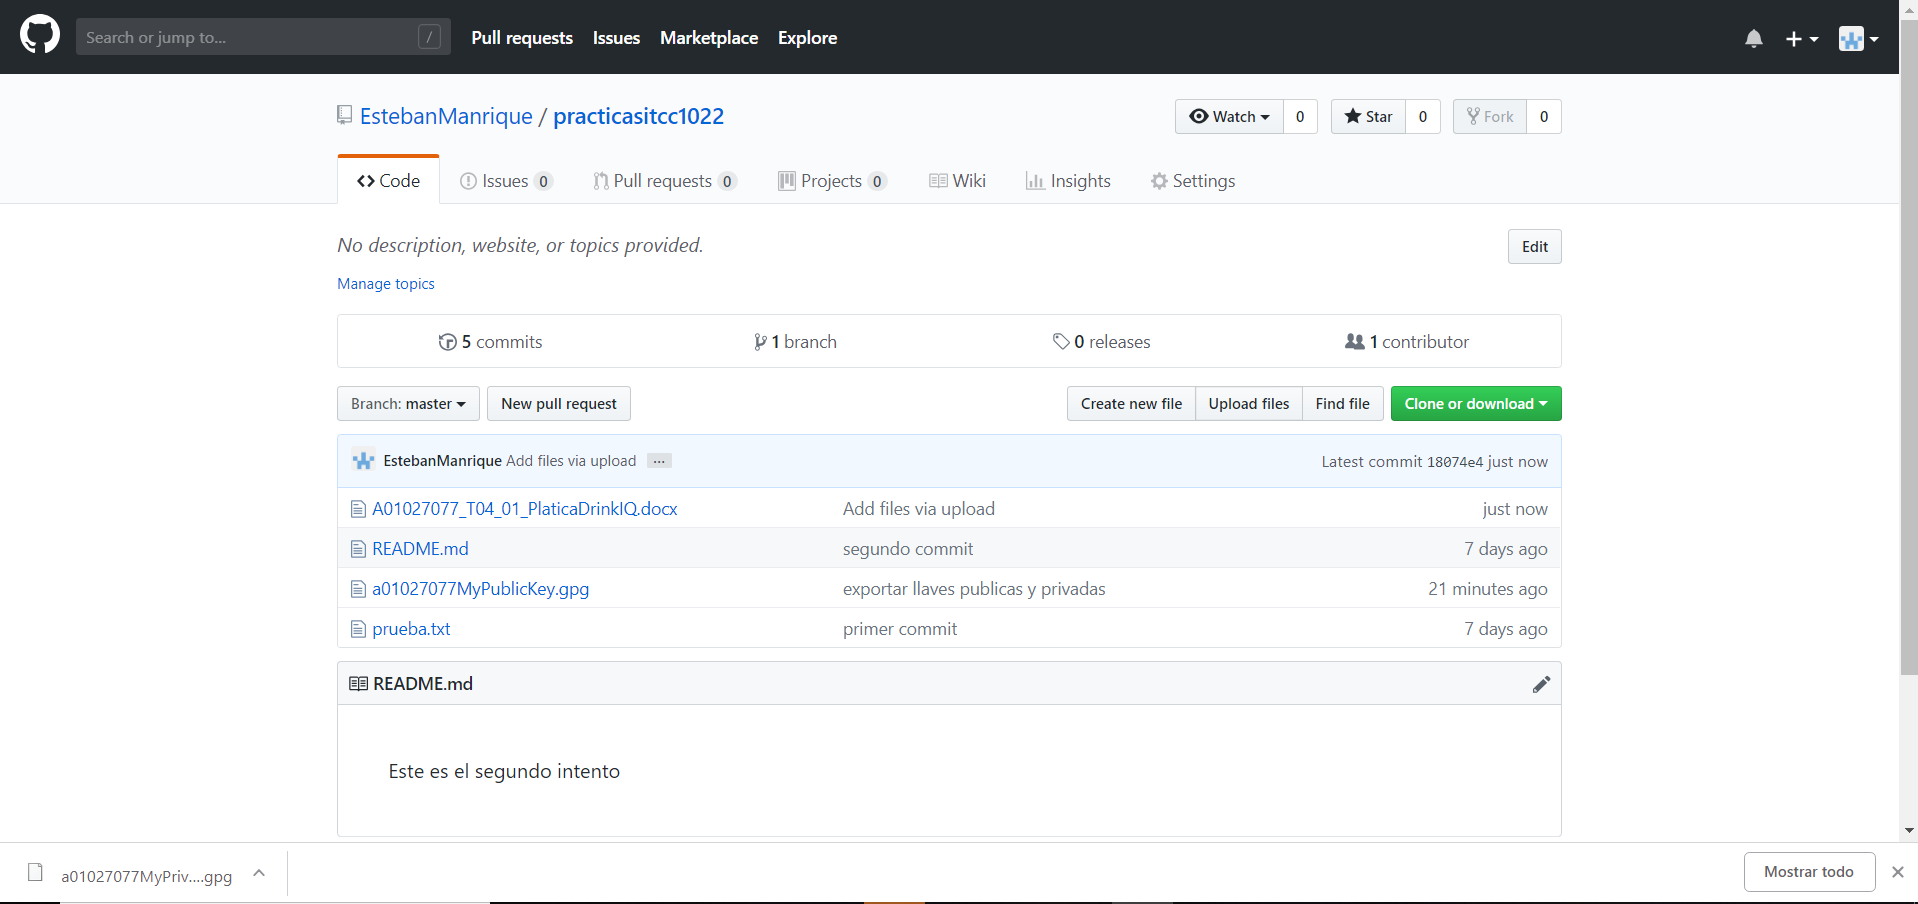 Search or jump to... /
Pull requests Issues Marketplace Explore
EstebanManrique / practicasitcc1022
Watch 0 Star 0 Fork 0
Code Issues 0 Pull requests 0 Projects 0 Wiki Insights Settings
No description, website, or topics provided. Edit
Manage topics
5 commits 1 branch 0 releases 1 contributor
Branch: master New pull request Create new file Upload files Find file Clone or download
EstebanManrique Add files via upload ... Latest commit 18074e4 just now
A01027077_T04_01_PlaticaDrinkIQ.docx Add files via upload just now
README.md segundo commit 7 days ago
a01027077MyPublicKey.gpg exportar llaves publicas y privadas 21 minutes ago
prueba.txt primer commit 7 days ago
README.md
Este es el segundo intento
a01027077MyPriv....gpg Mostrar todo